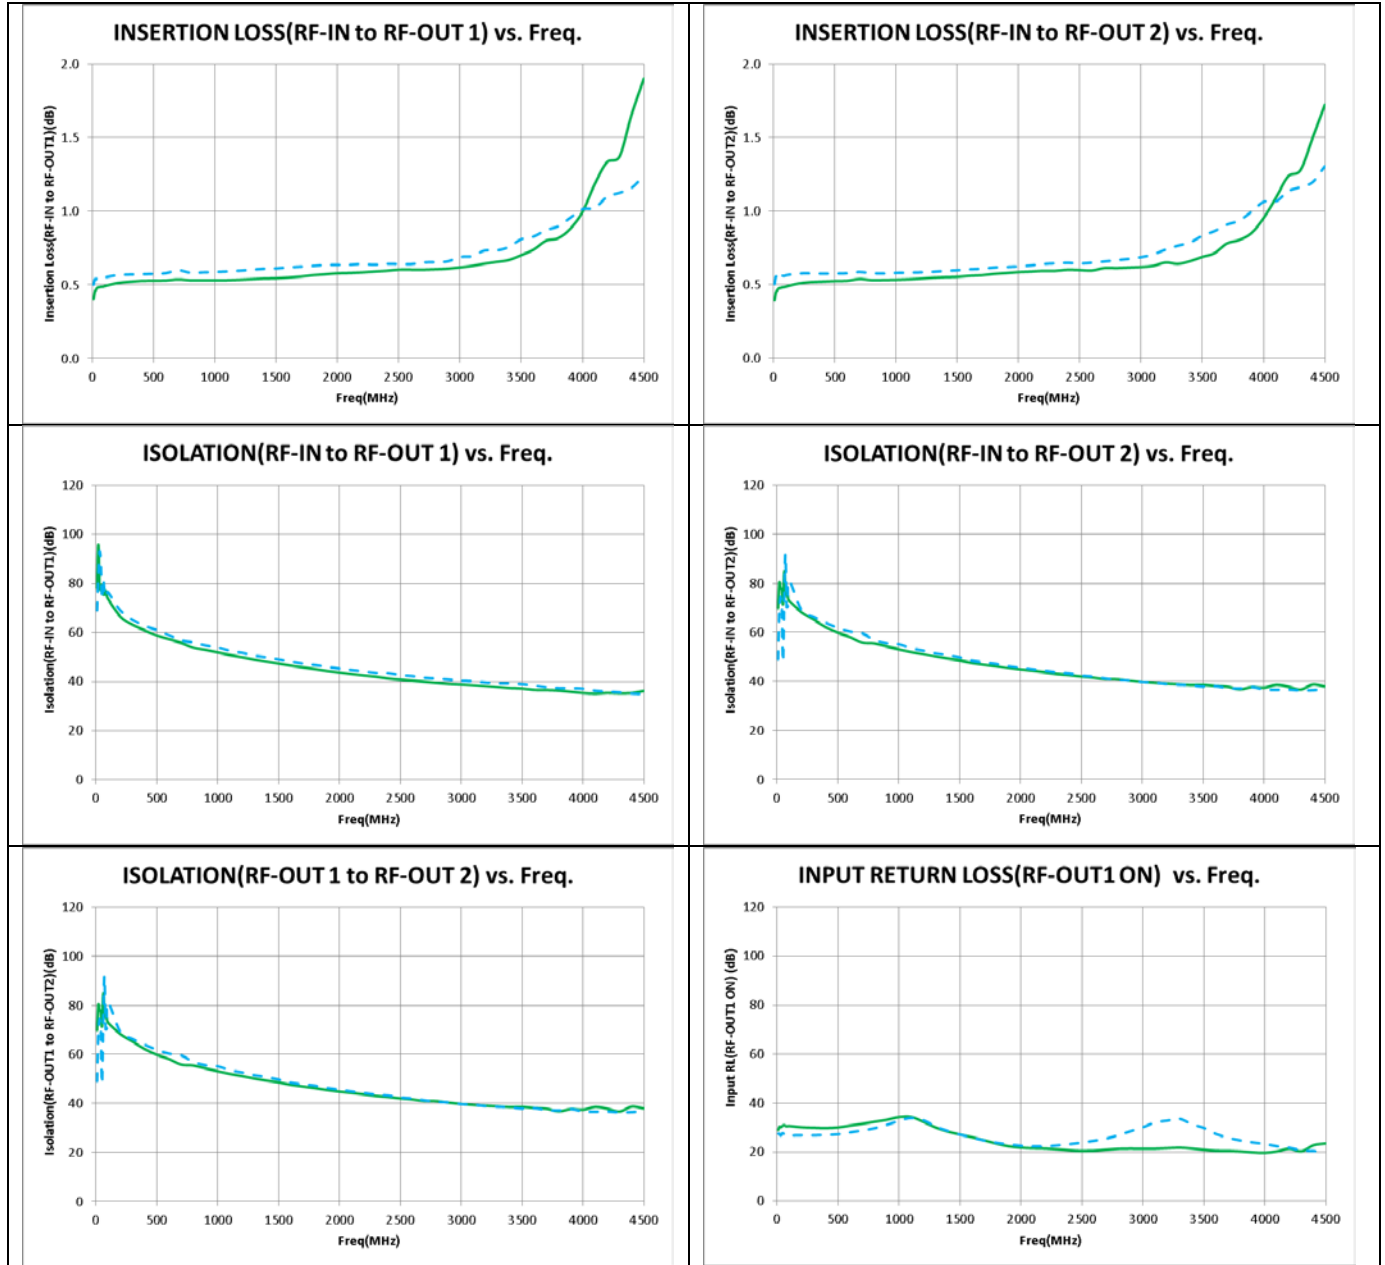 INSERTION LOSS(RF-IN to RF-OUT 1) vs. Freq.
Insertion Loss(RF-IN to RF-OUT1)(dB)
2.0
1.5
1.0
0.5
0.0
0 500 1000 1500 2000 2500 3000 3500 4000 4500
Freq(MHz)
INSERTION LOSS(RF-IN to RF-OUT 2) vs. Freq.
Insertion Loss(RF-IN to RF-OUT2)(dB)
2.0
1.5
1.0
0.5
0.0
0 500 1000 1500 2000 2500 3000 3500 4000 4500
Freq(MHz)
ISOLATION(RF-IN to RF-OUT 1) vs. Freq.
Isolation(RF-IN to RF-OUT1)(dB)
120
100
80
60
40
20
0
0 500 1000 1500 2000 2500 3000 3500 4000 4500
Freq(MHz)
ISOLATION(RF-IN to RF-OUT 2) vs. Freq.
Isolation(RF-IN to RF-OUT2)(dB)
120
100
80
60
40
20
0
0 500 1000 1500 2000 2500 3000 3500 4000 4500
Freq(MHz)
ISOLATION(RF-OUT 1 to RF-OUT 2) vs. Freq.
Isolation(RF-OUT1 to RF-OUT2)(dB)
120
100
80
60
40
20
0
0 500 1000 1500 2000 2500 3000 3500 4000 4500
Freq(MHz)
INPUT RETURN LOSS(RF-OUT1 ON) vs. Freq.
Input RL(RF-OUT1 ON) (dB)
120
100
80
60
40
20
0
0 500 1000 1500 2000 2500 3000 3500 4000 4500
Freq(MHz)